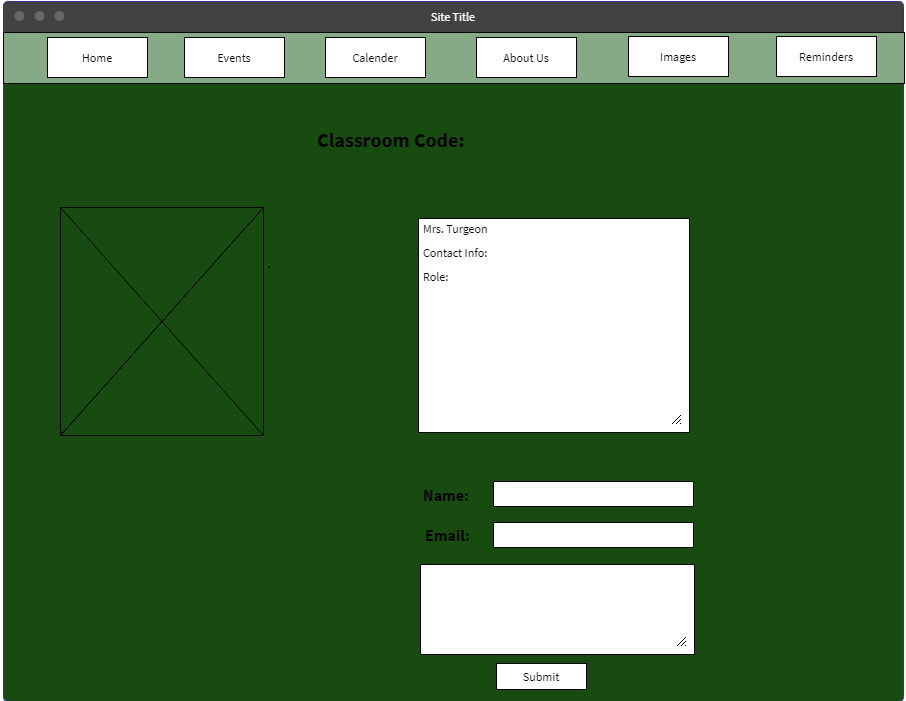 Site Title
Home Events Calender About Us Images Reminders
Classroom Code:
Mrs. Turgeon
Contact Info:
Role:
Name:
Email:
Submit